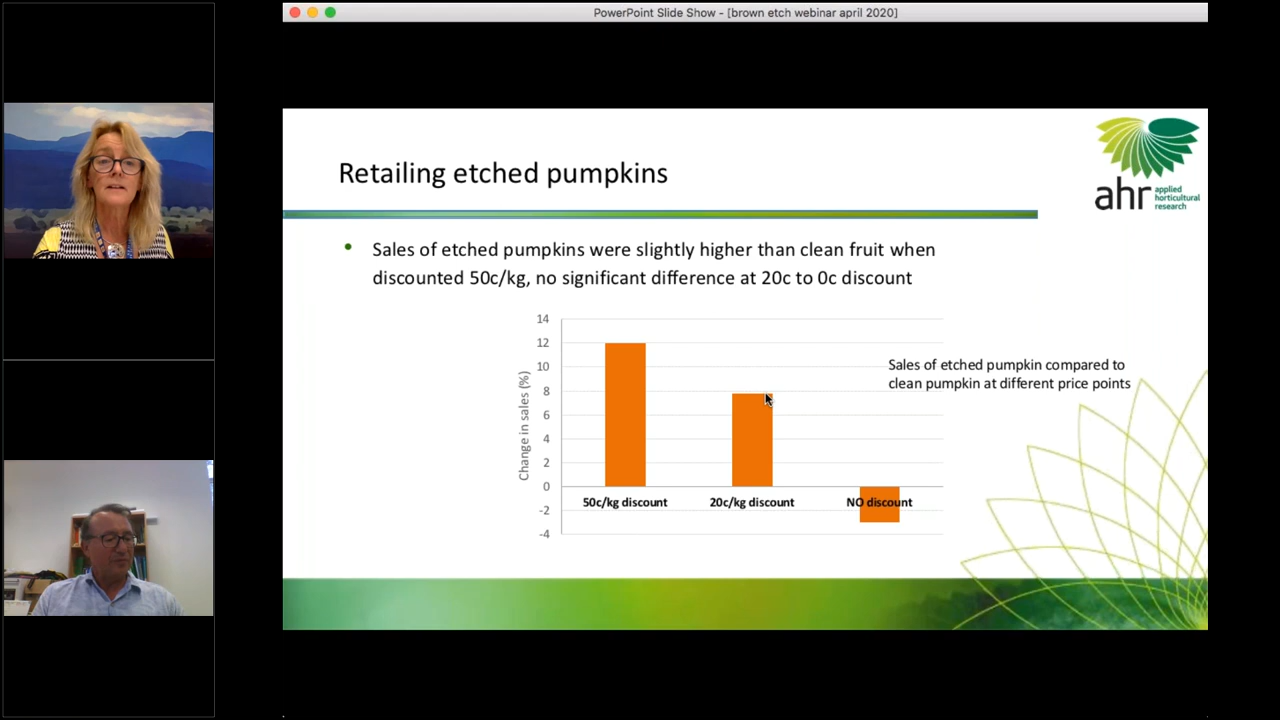 PowerPoint Slide Show - [brown etch webinar april 2020]
Retailing etched pumpkins
ahr applied
horticultural
research
• Sales of etched pumpkins were slightly higher than clean fruit when
discounted 50c/kg, no significant difference at 20c to 0c discount
Change in sales (%)
14
12
10
8
6
4
2
0
-2
-4
50c/kg discount
20c/kg discount
NO discount
Sales of etched pumpkin compared to
clean pumpkin at different price points